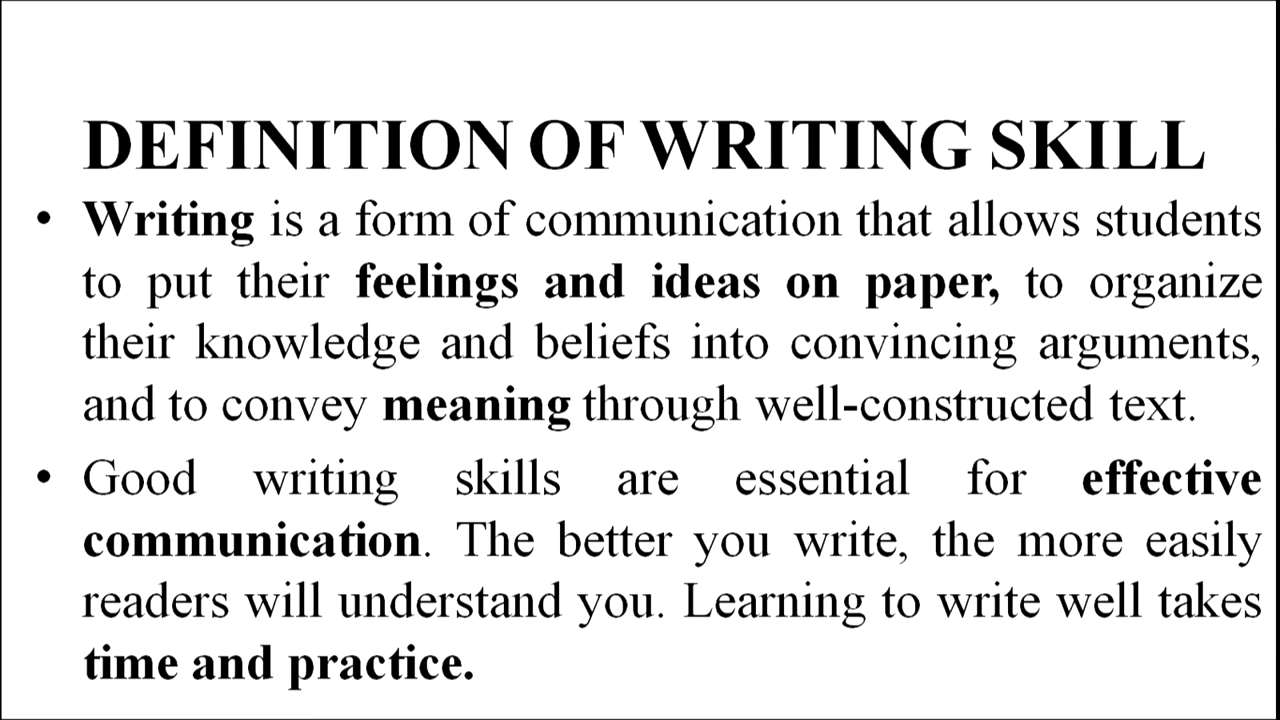 DEFINITION OF WRITING SKILL
• Writing is a form of communication that allows students
to put their feelings and ideas on paper, to organize
their knowledge and beliefs into convincing arguments,
and to convey meaning through well-constructed text.
• Good writing skills are essential for effective
communication. The better you write, the more easily
readers will understand you. Learning to write well takes
time and practice.